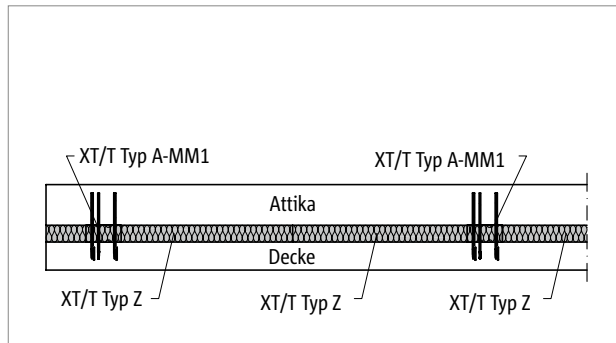 XT/T Typ A-MM1
XT/T Typ A-MM1
Attika
Decke
XT/T Typ Z
XT/T Typ Z
XT/T Typ Z